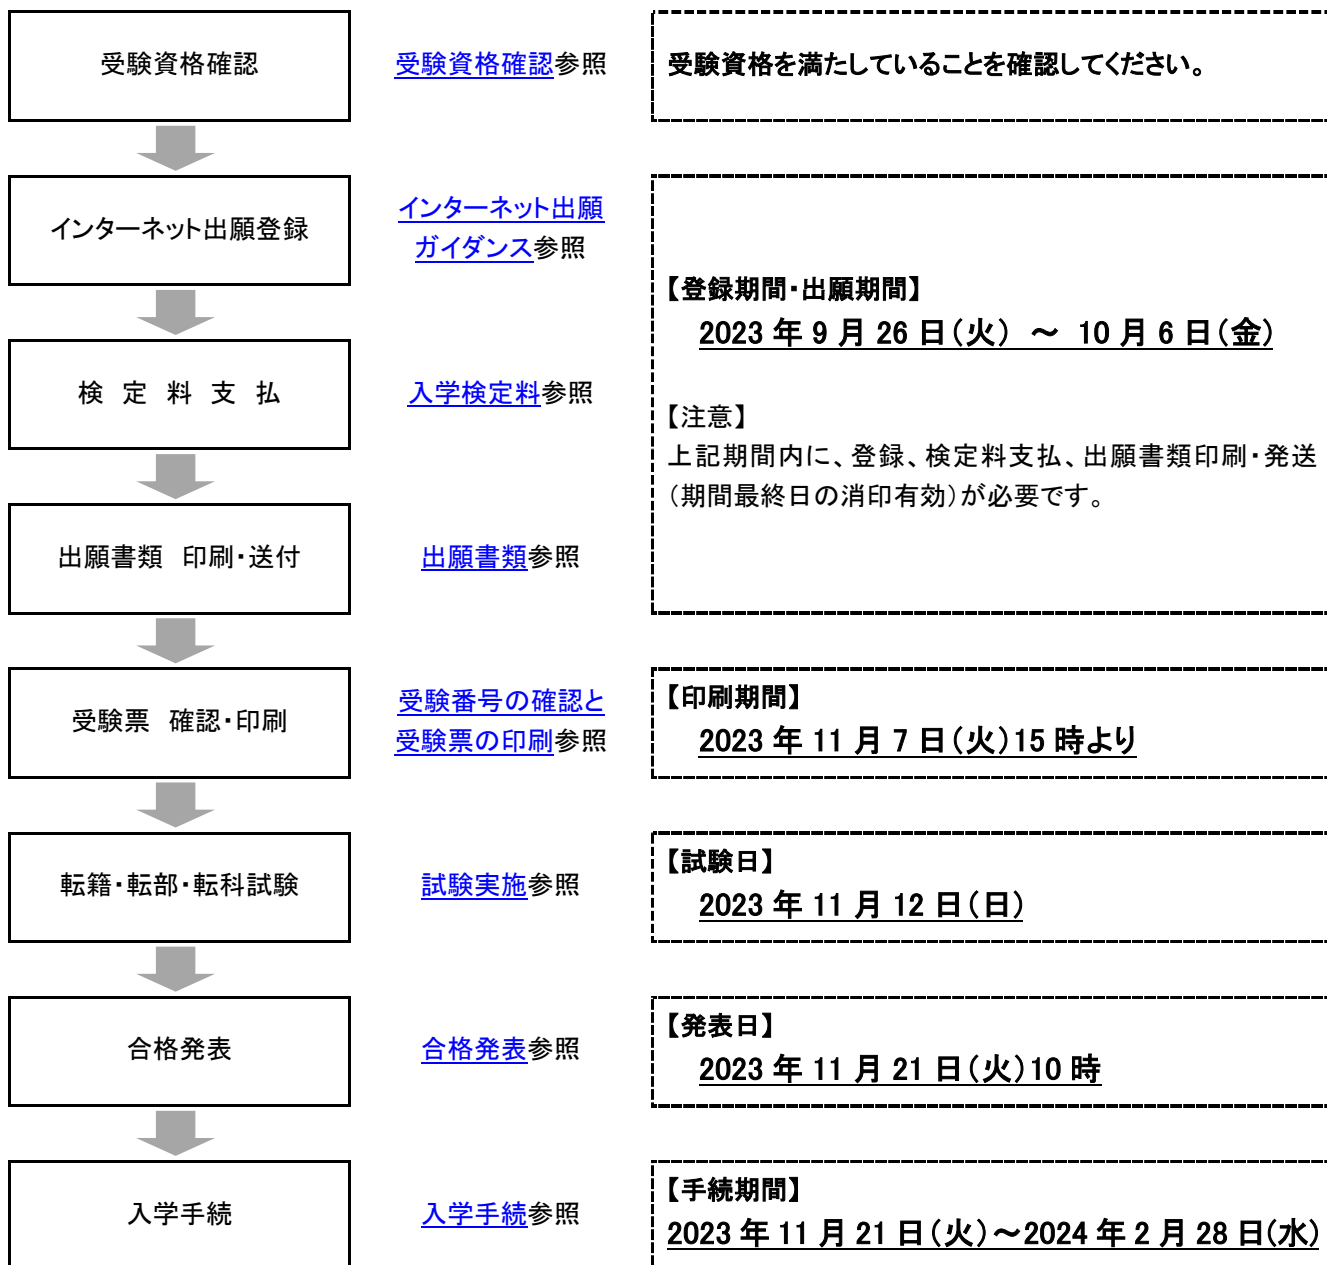 受験資格確認
受験資格確認参照
受験資格を満たしていることを確認してください。
インターネット出願登録
インターネット出願
ガイダンス参照
【登録期間・出願期間】
2023 年 9 月 26 日(火) ～ 10 月 6 日(金)
検 定 料 支 払
入学検定料参照
【注意】
上記期間内に、登録、検定料支払、出願書類印刷・発送
(期間最終日の消印有効)が必要です。
出願書類 印刷・送付
出願書類参照
受験票 確認・印刷
受験番号の確認と
受験票の印刷参照
【印刷期間】
2023 年 11 月 7 日(火)15 時より
転籍・転部・転科試験
試験実施参照
【試験日】
2023 年 11 月 12 日(日)
合格発表
合格発表参照
【発表日】
2023 年 11 月 21 日(火)10 時
入学手続
入学手続参照
【手続期間】
2023 年 11 月 21 日(火)～2024 年 2 月 28 日(水)